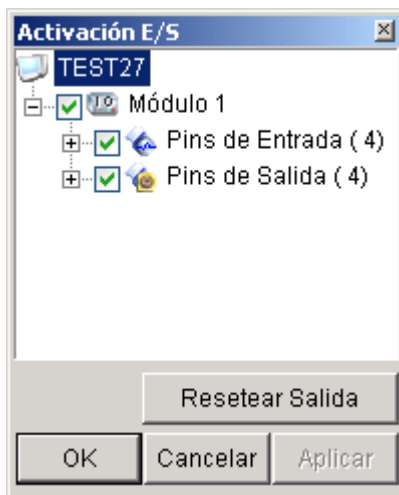 Activación E/S
TEST27
Módulo 1
Pins de Entrada ( 4)
Pins de Salida ( 4)
Resetear Salida
OK
Cancelar
Aplicar